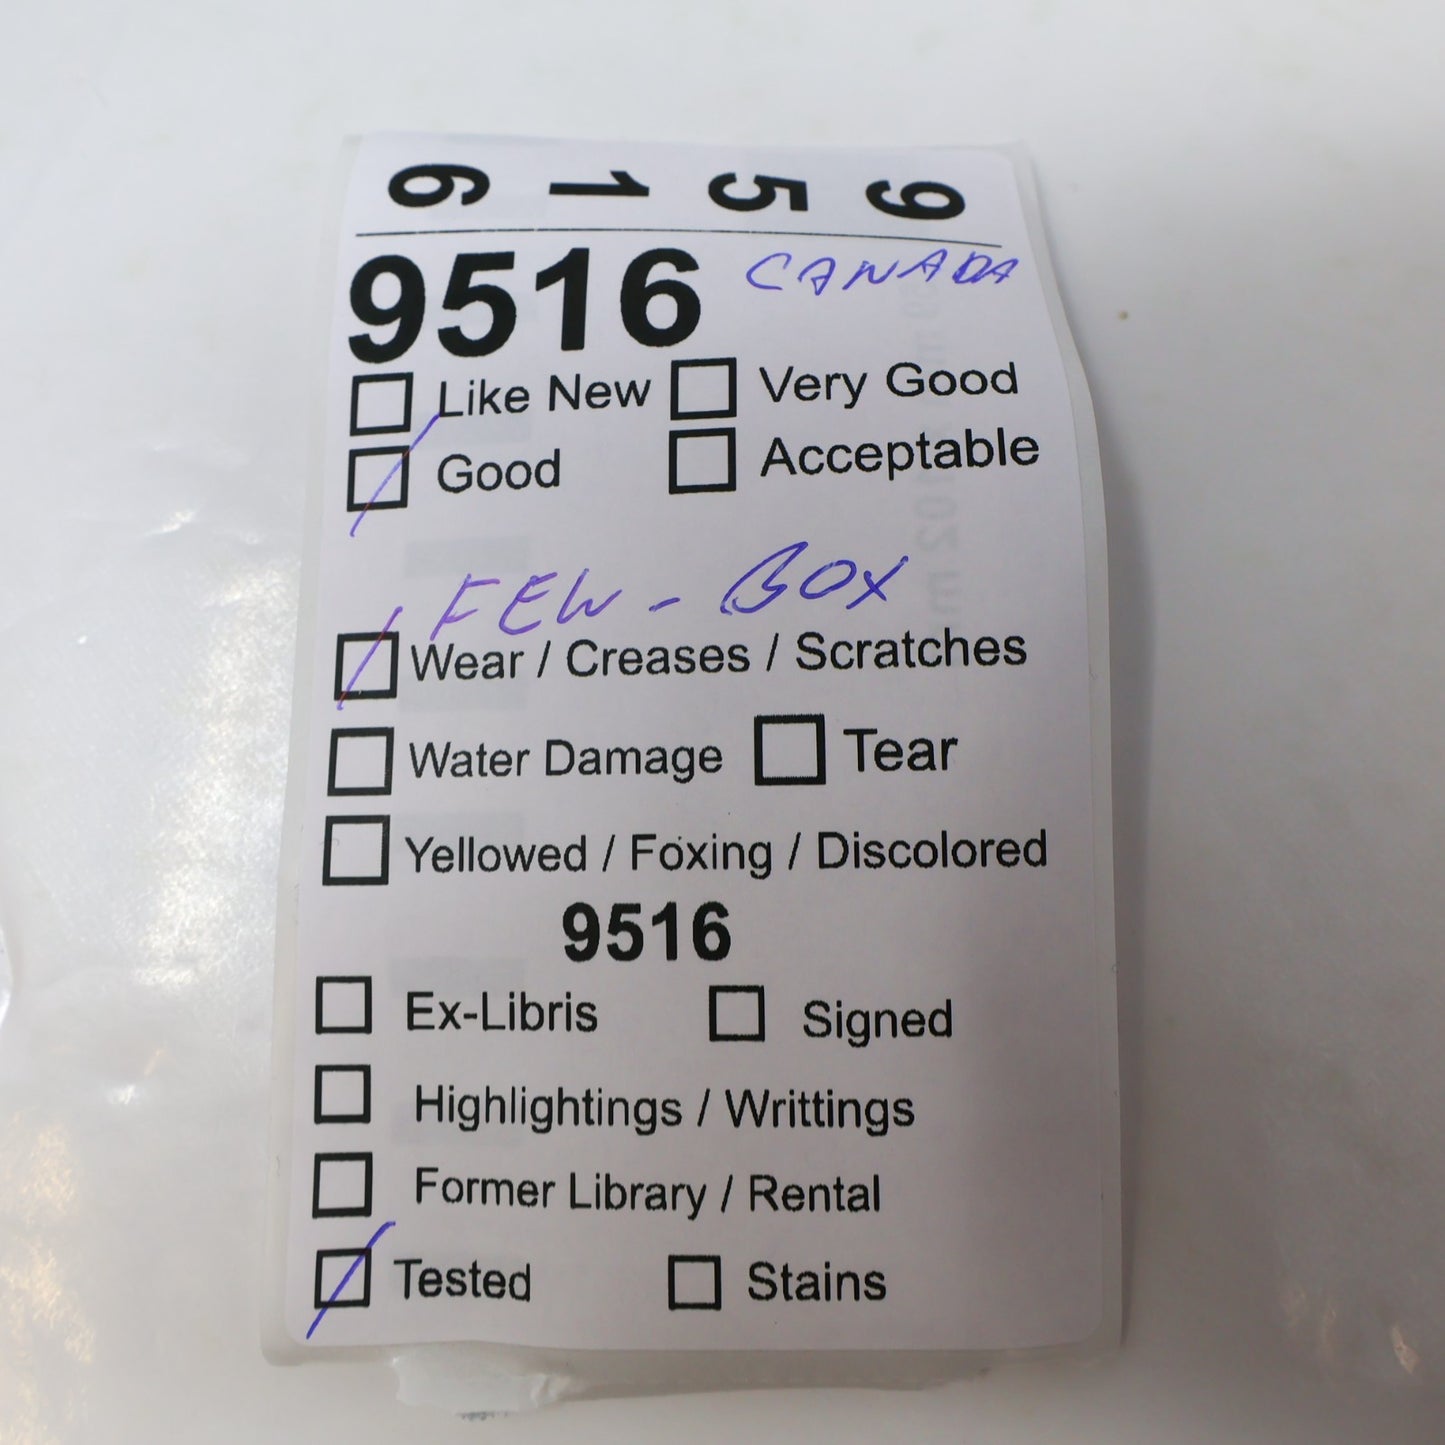 9 5 1 6
9516 CANADA
Like New Very Good
Good Acceptable
FEW - BOX
Wear / Creases / Scratches
Water Damage Tear
Yellowed / Foxing / Discolored
9516
Ex-Libris Signed
Highlightings / Writtings
Former Library / Rental
Tested Stains